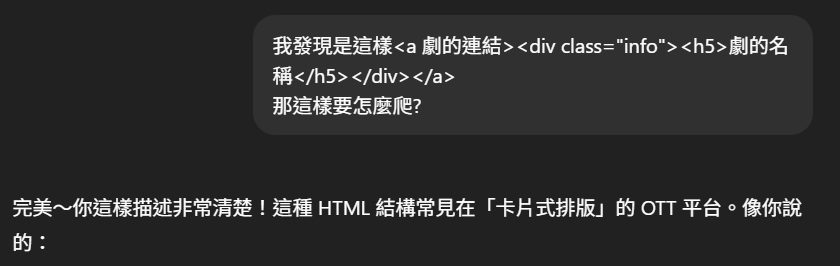 我發現是這樣<a 劇的連結><div class="info"><h5>劇的名
稱</h5></div></a>
那這樣要怎麼爬?
完美～你這樣描述非常清楚！這種 HTML 結構常見在「卡片式排版」的 OTT 平台。像你說
的：